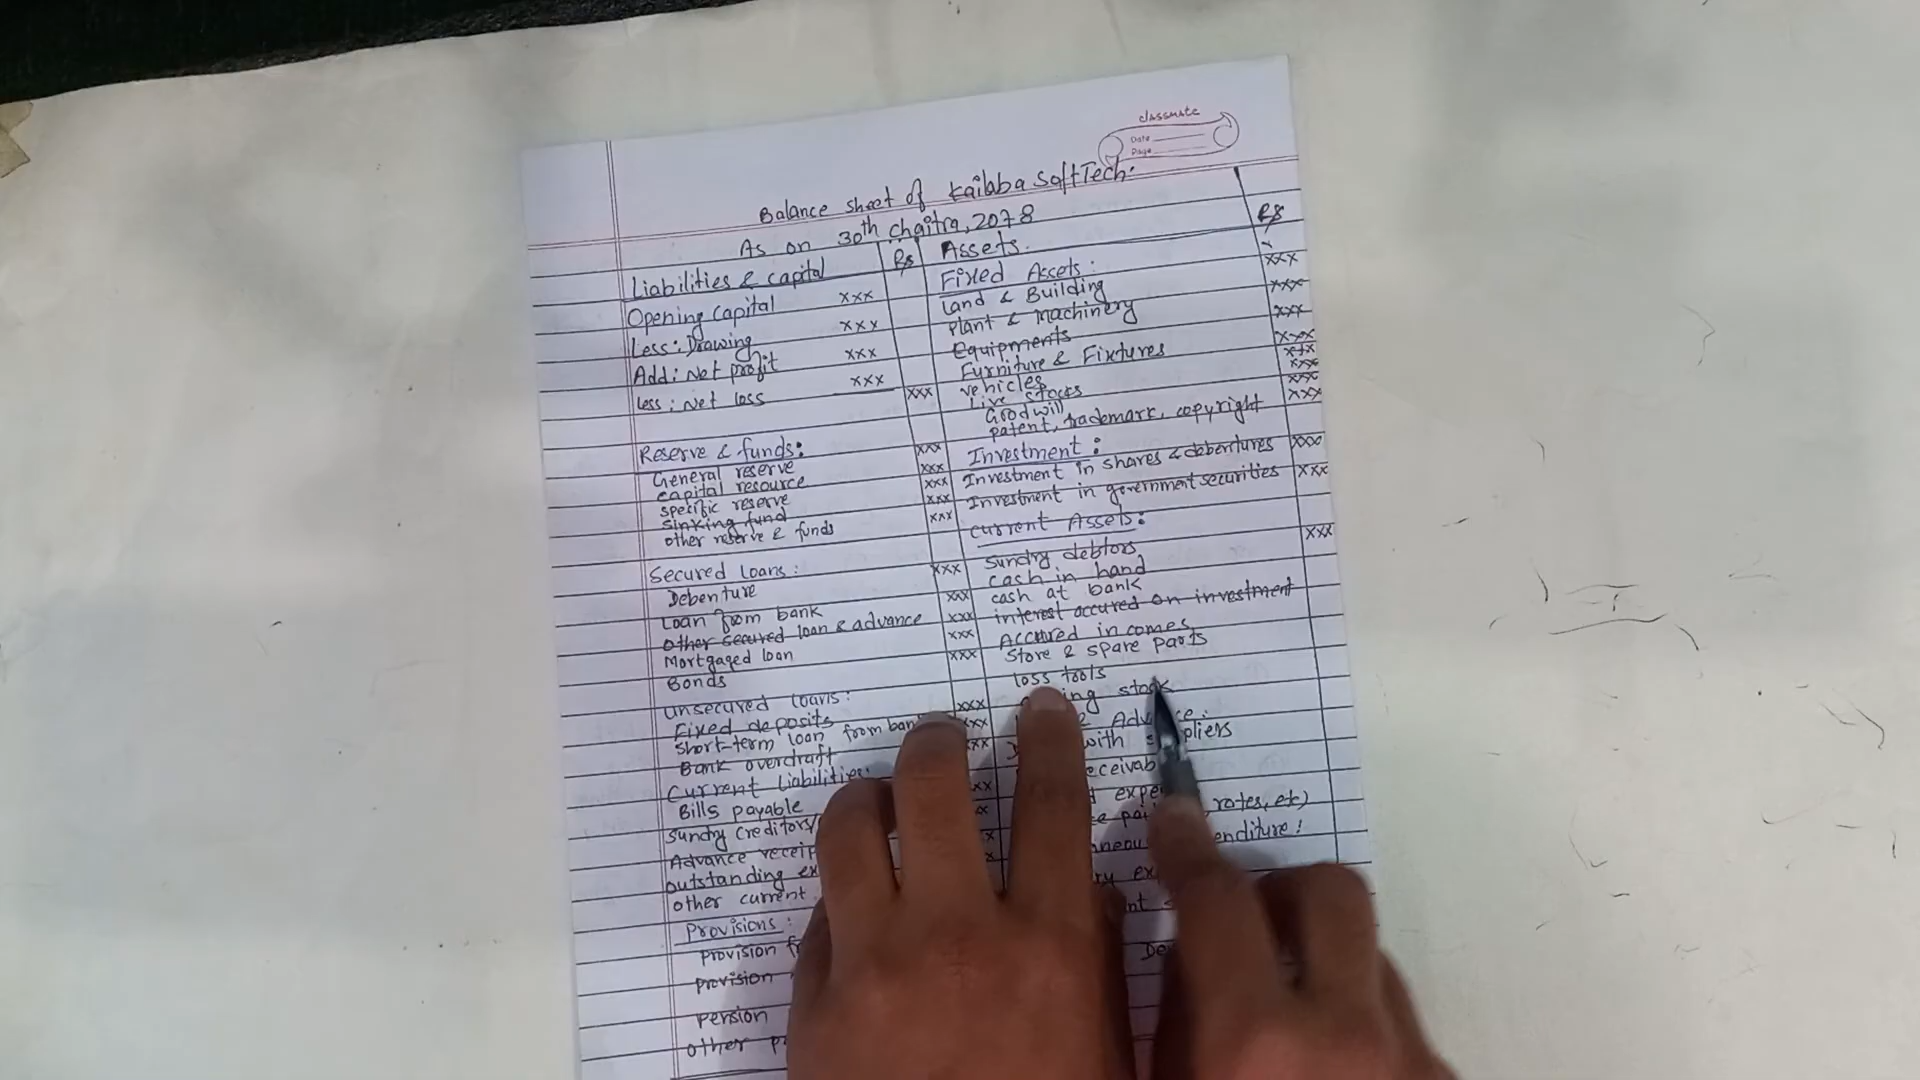 classmate
Date
Page
Balance sheet of Kailaba SoftTech.
As on 30th chaitra, 2078
Liabilities & capital
Rs
Opening capital xxx
Less: Drawing xxx
Add: Net profit xxx
Less: Net loss xxx
xxx
Reserve & funds:
xxx
General reserve xxx
capital resource xxx
specific reserve xxx
sinking fund xxx
other reserve & funds
Secured loans:
xxx
Debenture
xxx
Loan from bank xxx
other secured loan & advance xxx
Mortgaged loan xxx
Bonds
Unsecured loans:
xxx
Fixed deposits
short-term loan from
Bank overdraft
Current Liabilities:
Bills payable
sundry creditors/
Advance
outstanding
other current
Provisions:
provision
provision
pension
other
Assets.
Rs
Fixed Assets:
xxx
Land & Building xxx
Plant & Machinery xxx
Equipments xxx
Furniture & Fixtures xxx
vehicles xxx
Live stocks xxx
Goodwill xxx
patent, trademark, copyright
Investment:
Investment in shares & debentures xxx
Investment in government securities xxx
current Assets:
xxx
sundry debtors
cash in hand
cash at bank
interest accured on investment
Accured incomes
Store & spare parts
loss tools
stock
with
rates, etc)